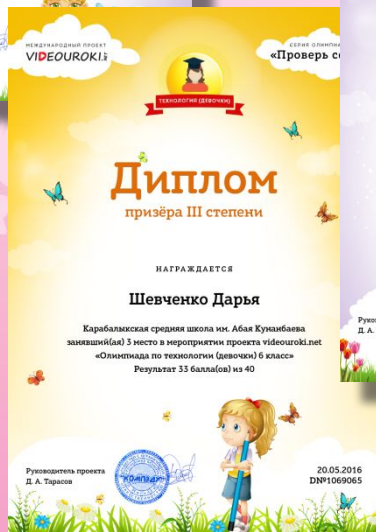 МЕЖДУНАРОДНЫЙ ПРОЕКТ
VIDEOUROKI.net
СЕРИЯ
«Проверь
ТЕХНОЛОГИЯ (ДЕВОЧКИ)
Диплом
призёра III степени
НАГРАЖДАЕТСЯ
Шевченко Дарья
Карабалыкская средняя школа им. Абая Кунанбаева
занявший(ая) 3 место в мероприятии проекта videouroki.net
«Олимпиада по технологии (девочки) 6 класс»
Результат 33 балла(ов) из 40
Руководитель проекта
Д. А. Тарасов
КОМПЭДУ
20.05.2016
DN№1069065
Д. А.